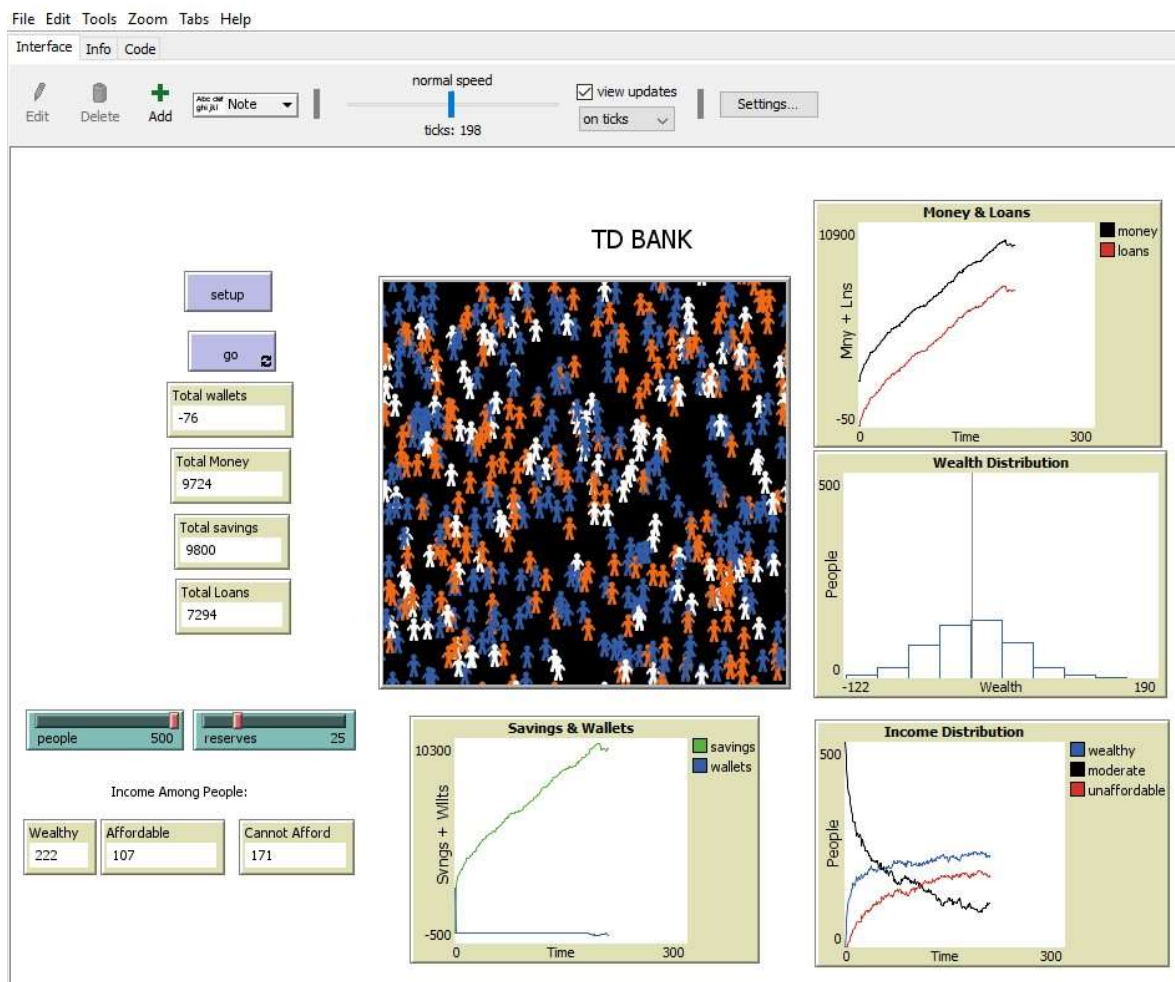 File Edit Tools Zoom Tabs Help
Interface Info Code
Edit Delete Add Abc def ghi jkl Note normal speed ticks: 198 view updates on ticks Settings...
TD BANK
setup
go
Total wallets
-76
Total Money
9724
Total savings
9800
Total Loans
7294
people 500
reserves 25
Income Among People:
Wealthy
222
Affordable
107
Cannot Afford
171
Money & Loans
10900
Mny + Lns
-50
0 Time 300
money
loans
Wealth Distribution
500
People
0
-122 Wealth 190
Savings & Wallets
10300
Svngs + Wllts
-500
0 Time 300
savings
wallets
Income Distribution
500
People
0
0 Time 300
wealthy
moderate
unaffordable